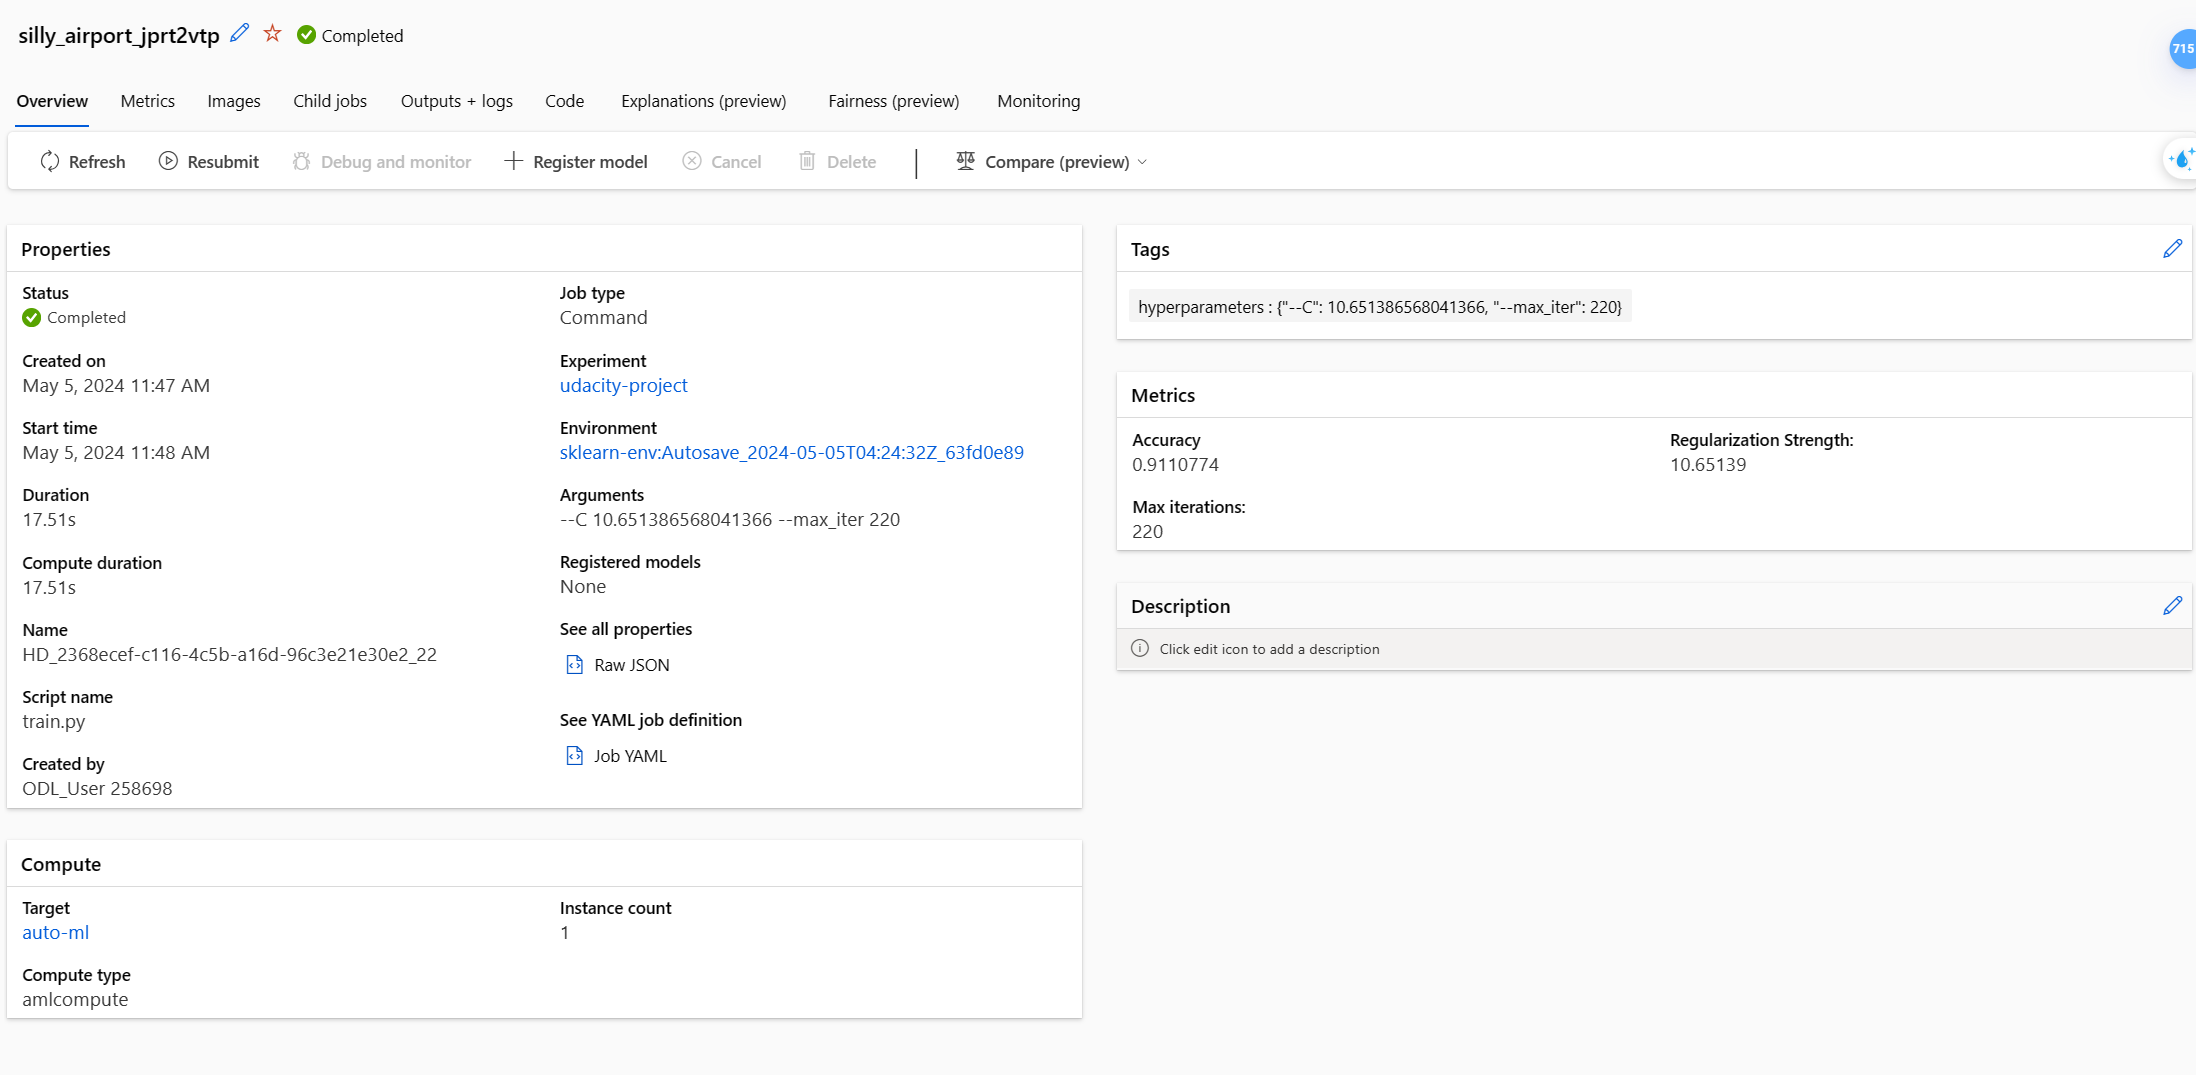 silly_airport_jprt2vtp Completed
715
Overview Metrics Images Child jobs Outputs + logs Code Explanations (preview) Fairness (preview) Monitoring
Refresh Resubmit Debug and monitor Register model Cancel Delete Compare (preview)
Properties
Status
Completed
Created on
May 5, 2024 11:47 AM
Start time
May 5, 2024 11:48 AM
Duration
17.51s
Compute duration
17.51s
Name
HD_2368ecef-c116-4c5b-a16d-96c3e21e30e2_22
Script name
train.py
Created by
ODL_User 258698
Job type
Command
Experiment
udacity-project
Environment
sklearn-env:Autosave_2024-05-05T04:24:32Z_63fd0e89
Arguments
--C 10.651386568041366 --max_iter 220
Registered models
None
See all properties
Raw JSON
See YAML job definition
Job YAML
Compute
Target
auto-ml
Compute type
amlcompute
Instance count
1
Tags
hyperparameters : {"--C": 10.651386568041366, "--max_iter": 220}
Metrics
Accuracy
0.9110774
Max iterations:
220
Regularization Strength:
10.65139
Description
Click edit icon to add a description